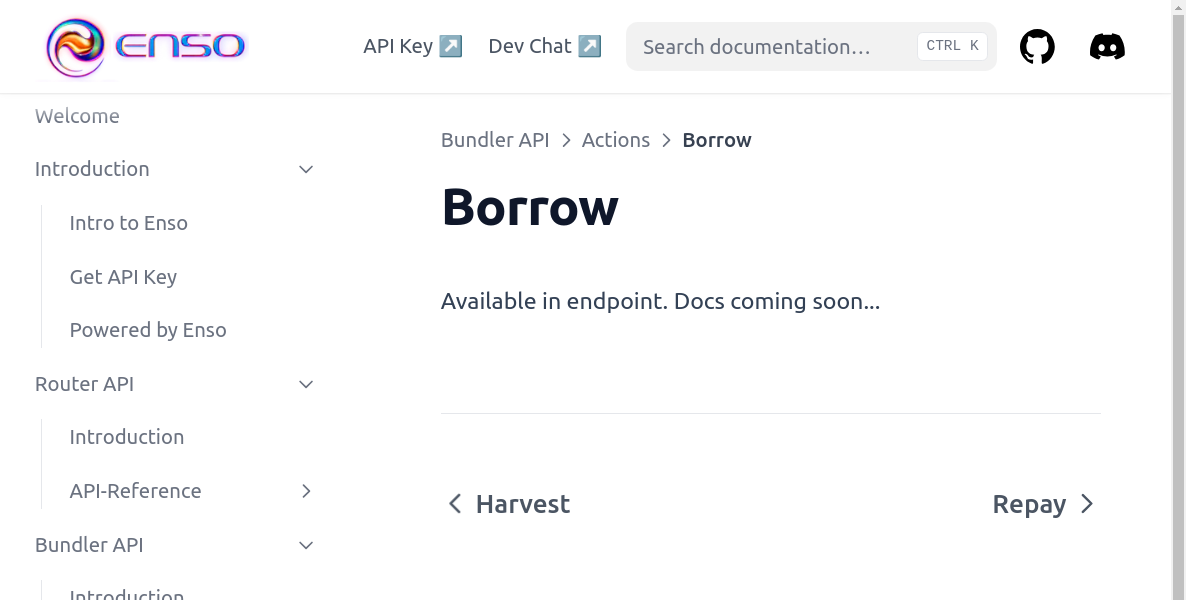 ENSO
API Key ↗️
Dev Chat ↗️
Search documentation…
CTRL K
Welcome
Introduction
Intro to Enso
Get API Key
Powered by Enso
Router API
Introduction
API-Reference
Bundler API
Introduction
Bundler API > Actions > Borrow
Borrow
Available in endpoint. Docs coming soon...
Harvest
Repay